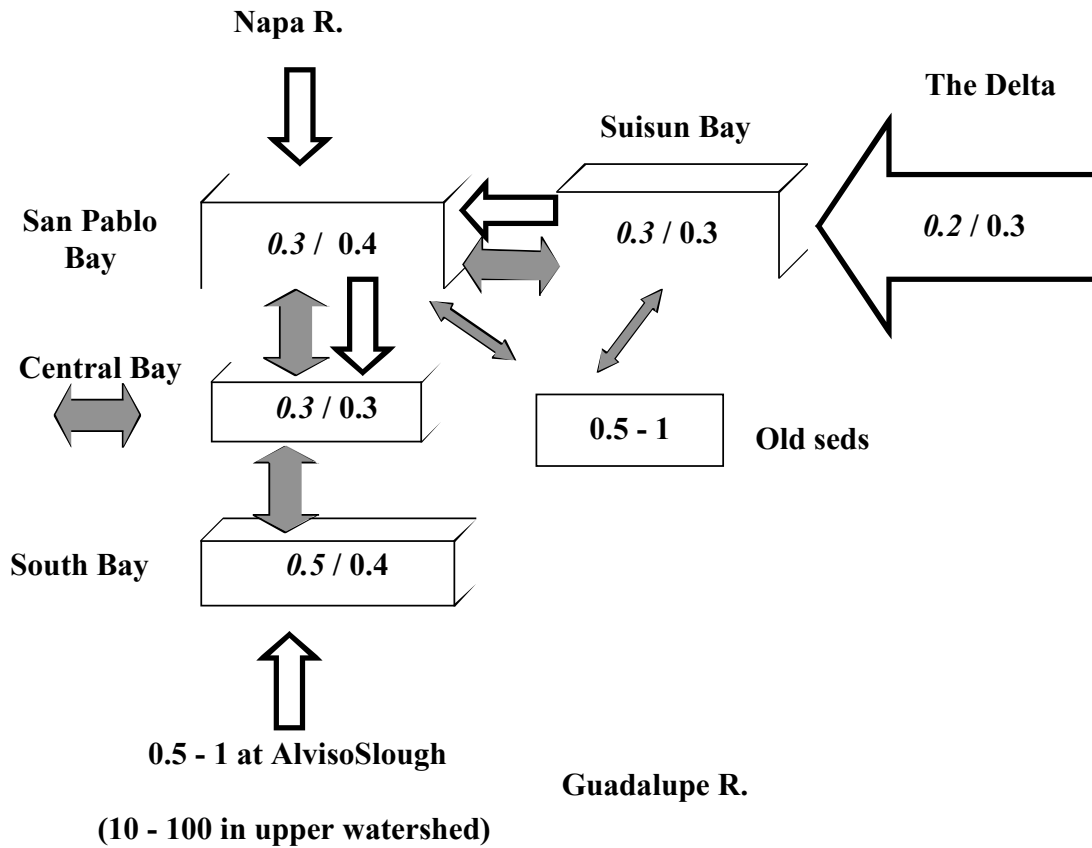 Napa R.
The Delta
Suisun Bay
San Pablo
Bay
0.3 / 0.4
0.3 / 0.3
0.2 / 0.3
Central Bay
0.3 / 0.3
0.5 - 1
Old seds
South Bay
0.5 / 0.4
0.5 - 1 at AlvisoSlough
Guadalupe R.
(10 - 100 in upper watershed)